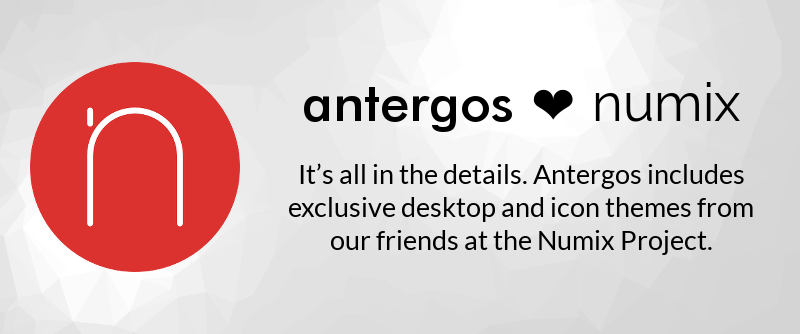 antergos ❤ numix
It’s all in the details. Antergos includes
exclusive desktop and icon themes from
our friends at the Numix Project.